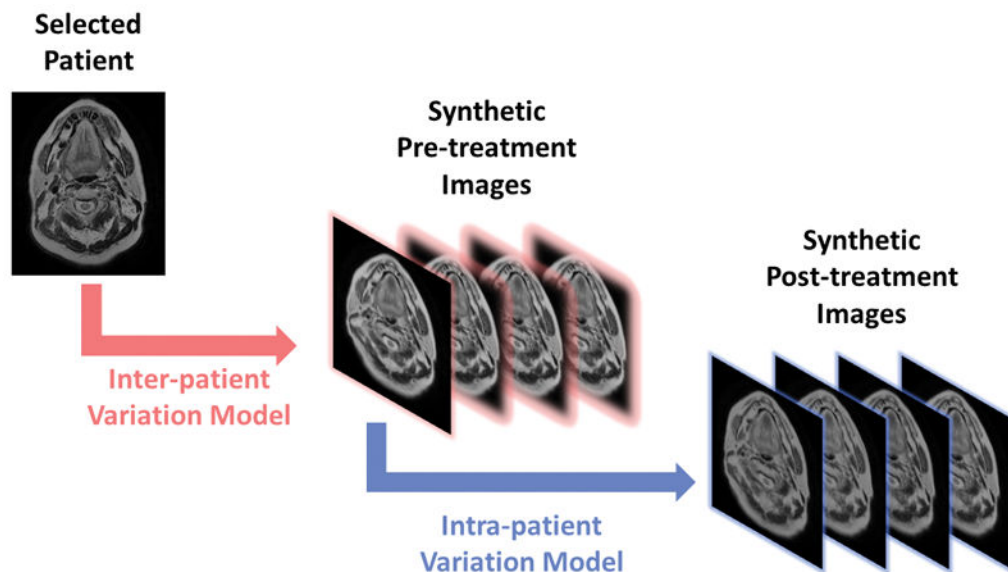 Selected
Patient
Synthetic
Pre-treatment
Images
Synthetic
Post-treatment
Images
Inter-patient
Variation Model
Intra-patient
Variation Model